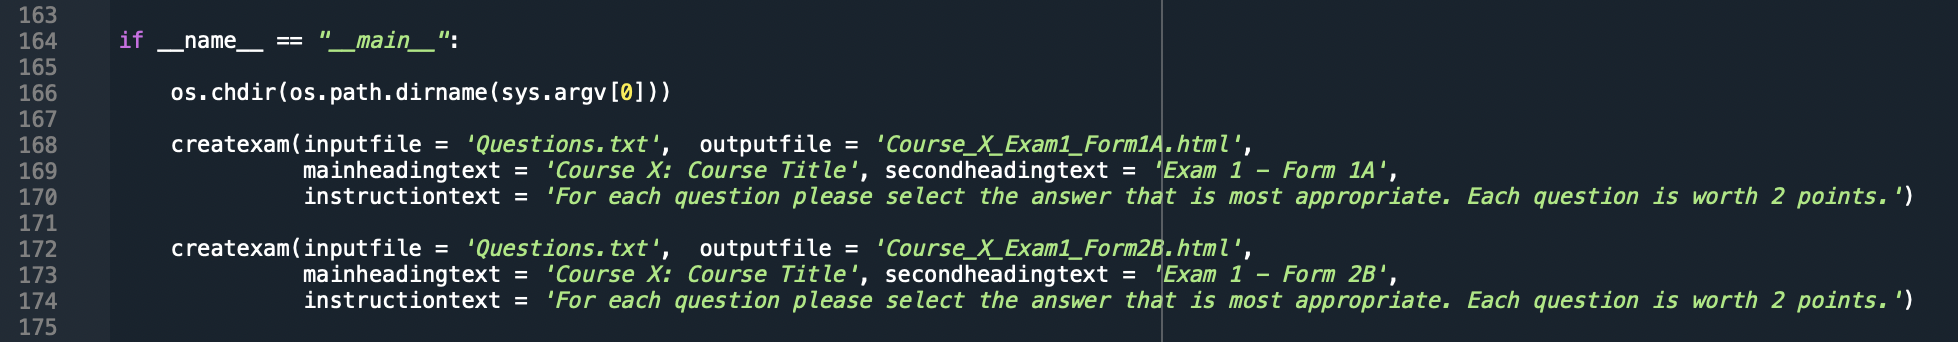 163
164 if __name__ == "__main__":
165
166 os.chdir(os.path.dirname(sys.argv[0]))
167
168 createxam(inputfile = 'Questions.txt',  outputfile = 'Course_X_Exam1_Form1A.html',
169 mainheadingtext = 'Course X: Course Title', secondheadingtext = 'Exam 1 – Form 1A',
170 instructiontext = 'For each question please select the answer that is most appropriate. Each question is worth 2 points.')
171
172 createxam(inputfile = 'Questions.txt',  outputfile = 'Course_X_Exam1_Form2B.html',
173 mainheadingtext = 'Course X: Course Title', secondheadingtext = 'Exam 1 – Form 2B',
174 instructiontext = 'For each question please select the answer that is most appropriate. Each question is worth 2 points.')
175